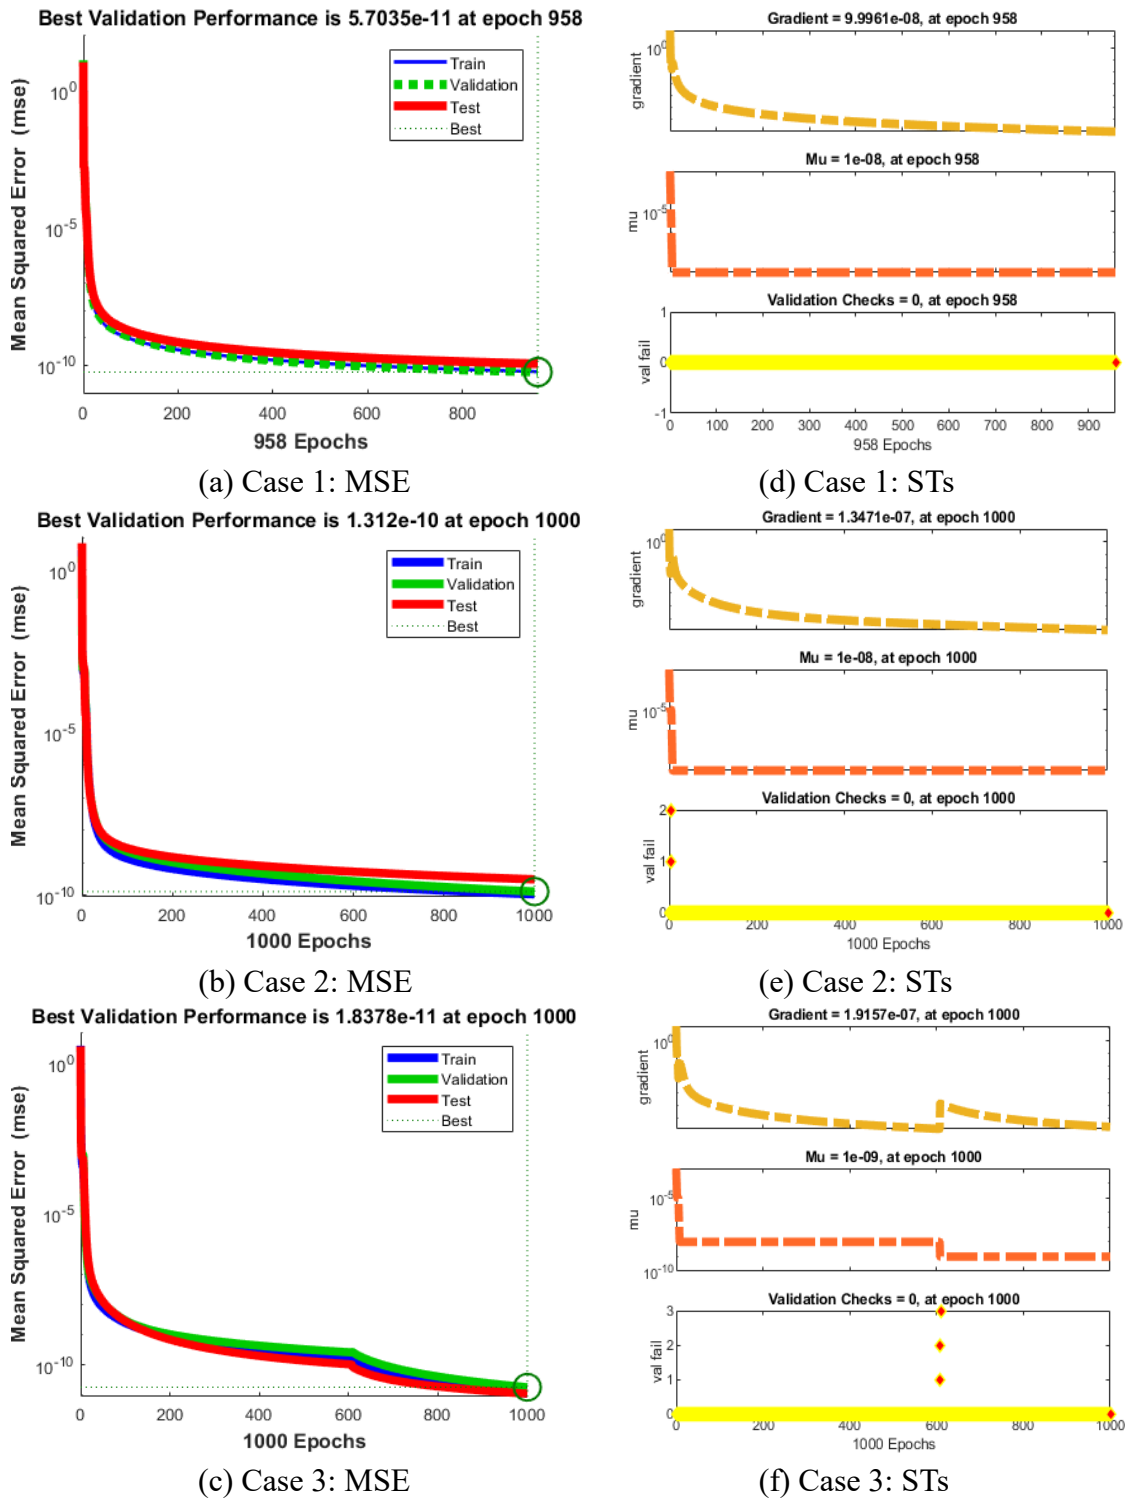 Best Validation Performance is 5.7035e-11 at epoch 958
Mean Squared Error (mse)
10^0
10^-5
10^-10
Train
Validation
Test
Best
0 200 400 600 800
958 Epochs
(a) Case 1: MSE
Gradient = 9.9961e-08, at epoch 958
gradient
10^0
Mu = 1e-08, at epoch 958
mu
10^-5
Validation Checks = 0, at epoch 958
val fail
1
0
-1
0 100 200 300 400 500 600 700 800 900
958 Epochs
(d) Case 1: STs
Best Validation Performance is 1.312e-10 at epoch 1000
Mean Squared Error (mse)
10^0
10^-5
10^-10
Train
Validation
Test
Best
0 200 400 600 800 1000
1000 Epochs
(b) Case 2: MSE
Gradient = 1.3471e-07, at epoch 1000
gradient
10^0
Mu = 1e-08, at epoch 1000
mu
10^-5
Validation Checks = 0, at epoch 1000
val fail
2
1
0
200 400 600 800 1000
1000 Epochs
(e) Case 2: STs
Best Validation Performance is 1.8378e-11 at epoch 1000
Mean Squared Error (mse)
10^0
10^-5
10^-10
Train
Validation
Test
Best
0 200 400 600 800 1000
1000 Epochs
(c) Case 3: MSE
Gradient = 1.9157e-07, at epoch 1000
gradient
10^0
Mu = 1e-09, at epoch 1000
mu
10^-5
10^-10
Validation Checks = 0, at epoch 1000
val fail
3
2
1
0
0 200 400 600 800 1000
1000 Epochs
(f) Case 3: STs